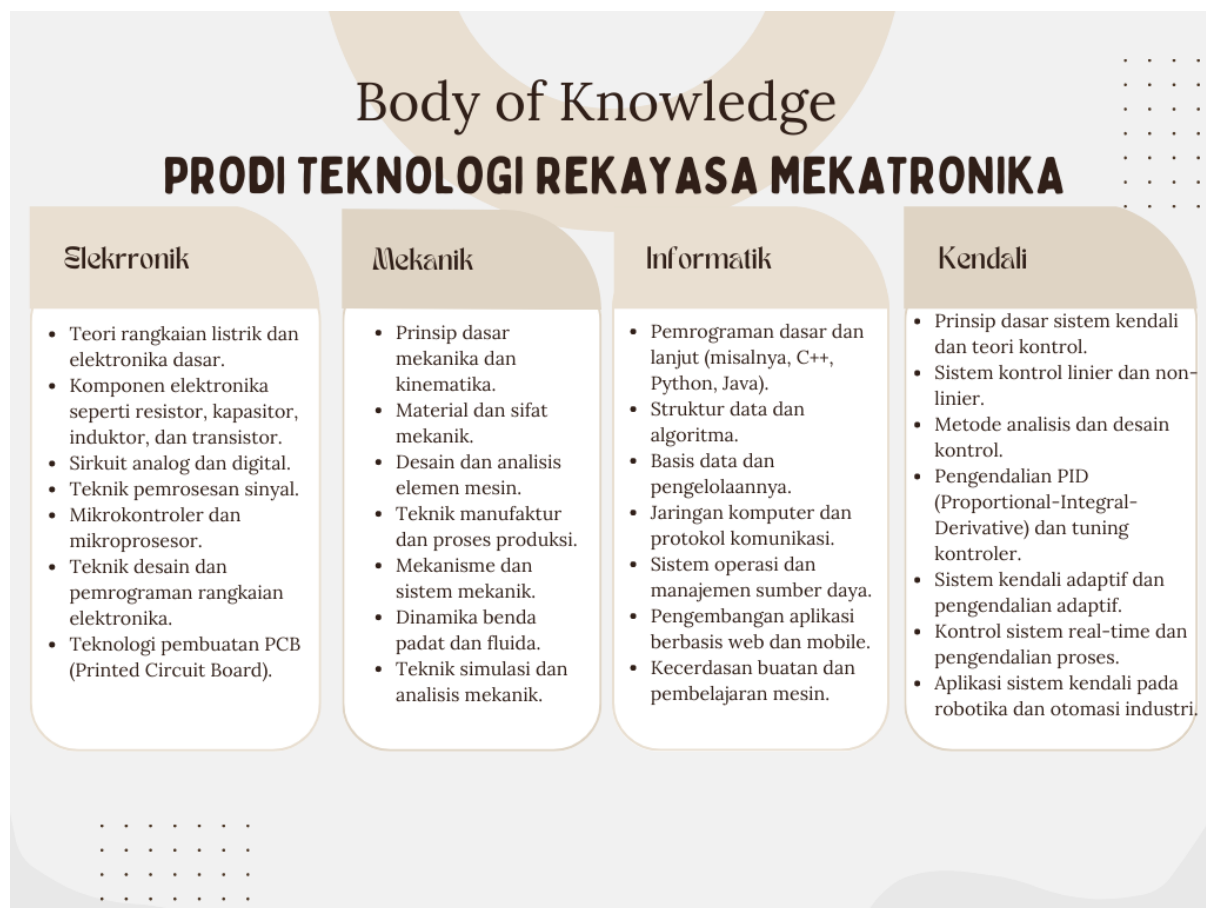 Body of Knowledge
PRODI TEKNOLOGI REKAYASA MEKATRONIKA
Elekrronik
• Teori rangkaian listrik dan
elektronika dasar.
• Komponen elektronika
seperti resistor, kapasitor,
induktor, dan transistor.
• Sirkuit analog dan digital.
• Teknik pemrosesan sinyal.
• Mikrokontroler dan
mikroprosesor.
• Teknik desain dan
pemrograman rangkaian
elektronika.
• Teknologi pembuatan PCB
(Printed Circuit Board).
Mekanik
• Prinsip dasar
mekanika dan
kinematika.
• Material dan sifat
mekanik.
• Desain dan analisis
elemen mesin.
• Teknik manufaktur
dan proses produksi.
• Mekanisme dan
sistem mekanik.
• Dinamika benda
padat dan fluida.
• Teknik simulasi dan
analisis mekanik.
Informatik
• Pemrograman dasar dan
lanjut (misalnya, C++,
Python, Java).
• Struktur data dan
algoritma.
• Basis data dan
pengelolaannya.
• Jaringan komputer dan
protokol komunikasi.
• Sistem operasi dan
manajemen sumber daya.
• Pengembangan aplikasi
berbasis web dan mobile.
• Kecerdasan buatan dan
pembelajaran mesin.
Kendali
• Prinsip dasar sistem kendali
dan teori kontrol.
• Sistem kontrol linier dan non-
linier.
• Metode analisis dan desain
kontrol.
• Pengendalian PID
(Proportional-Integral-
Derivative) dan tuning
kontroler.
• Sistem kendali adaptif dan
pengendalian adaptif.
• Kontrol sistem real-time dan
pengendalian proses.
• Aplikasi sistem kendali pada
robotika dan otomasi industri.